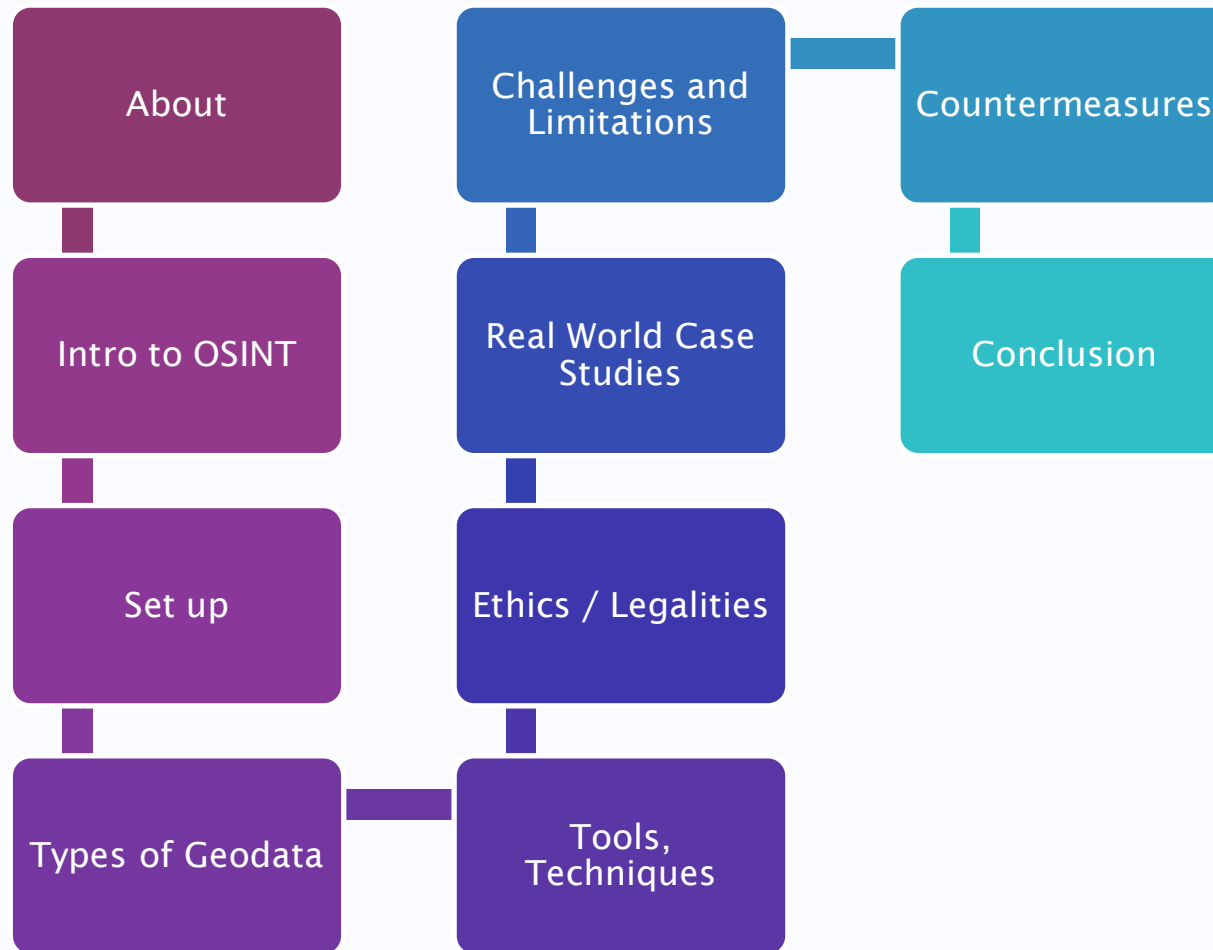 About
Intro to OSINT
Set up
Types of Geodata
Tools,
Techniques
Ethics / Legalities
Real World Case
Studies
Challenges and
Limitations
Countermeasures
Conclusion